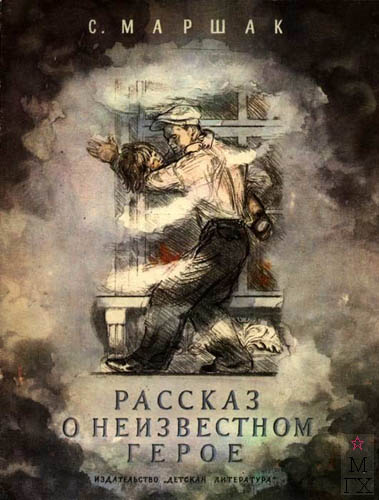 С. МАРШАК
РАССКАЗ
О НЕИЗВЕСТНОМ
ГЕРОЕ
ИЗДАТЕЛЬСТВО „ДЕТСКАЯ ЛИТЕРАТУРА"
М
ГХ